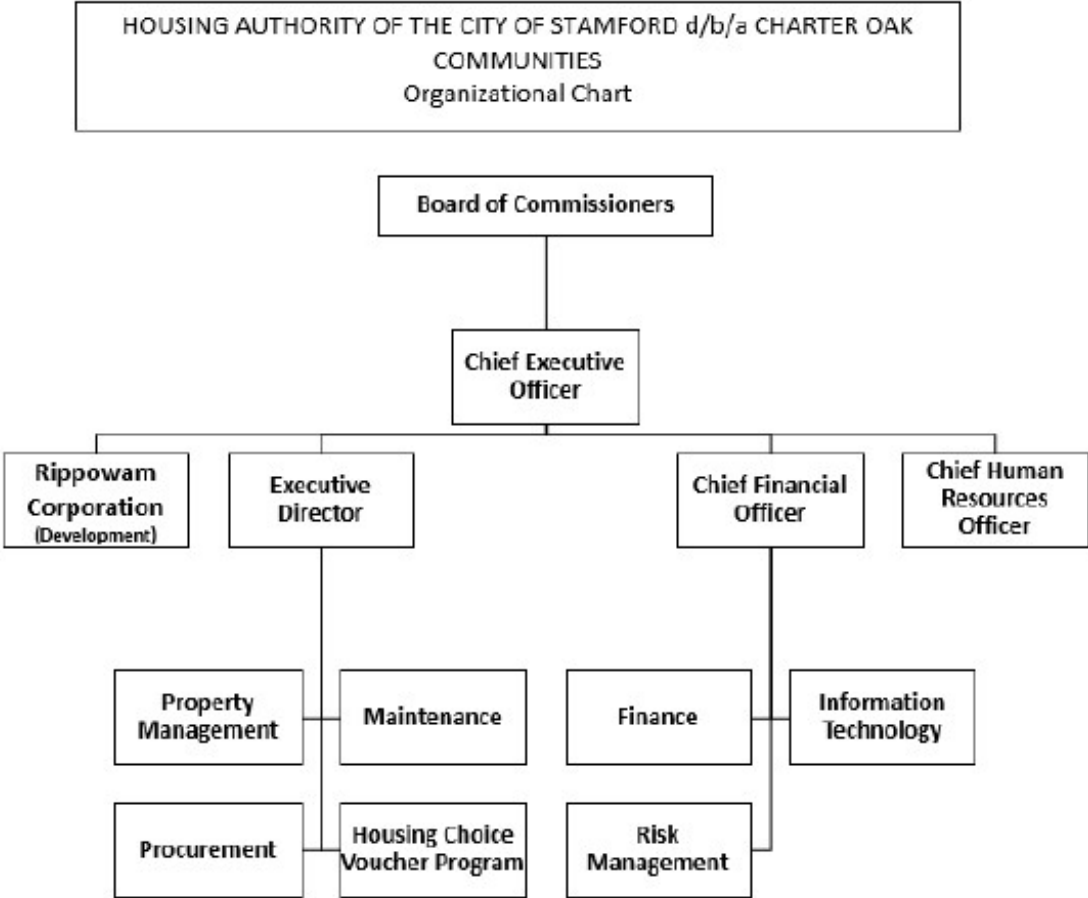 HOUSING AUTHORITY OF THE CITY OF STAMFORD d/b/a CHARTER OAK
COMMUNITIES
Organizational Chart
Board of Commissioners
Chief Executive
Officer
Rippowam
Corporation
(Development)
Executive
Director
Chief Financial
Officer
Chief Human
Resources
Officer
Property
Management
Maintenance
Finance
Information
Technology
Procurement
Housing Choice
Voucher Program
Risk
Management